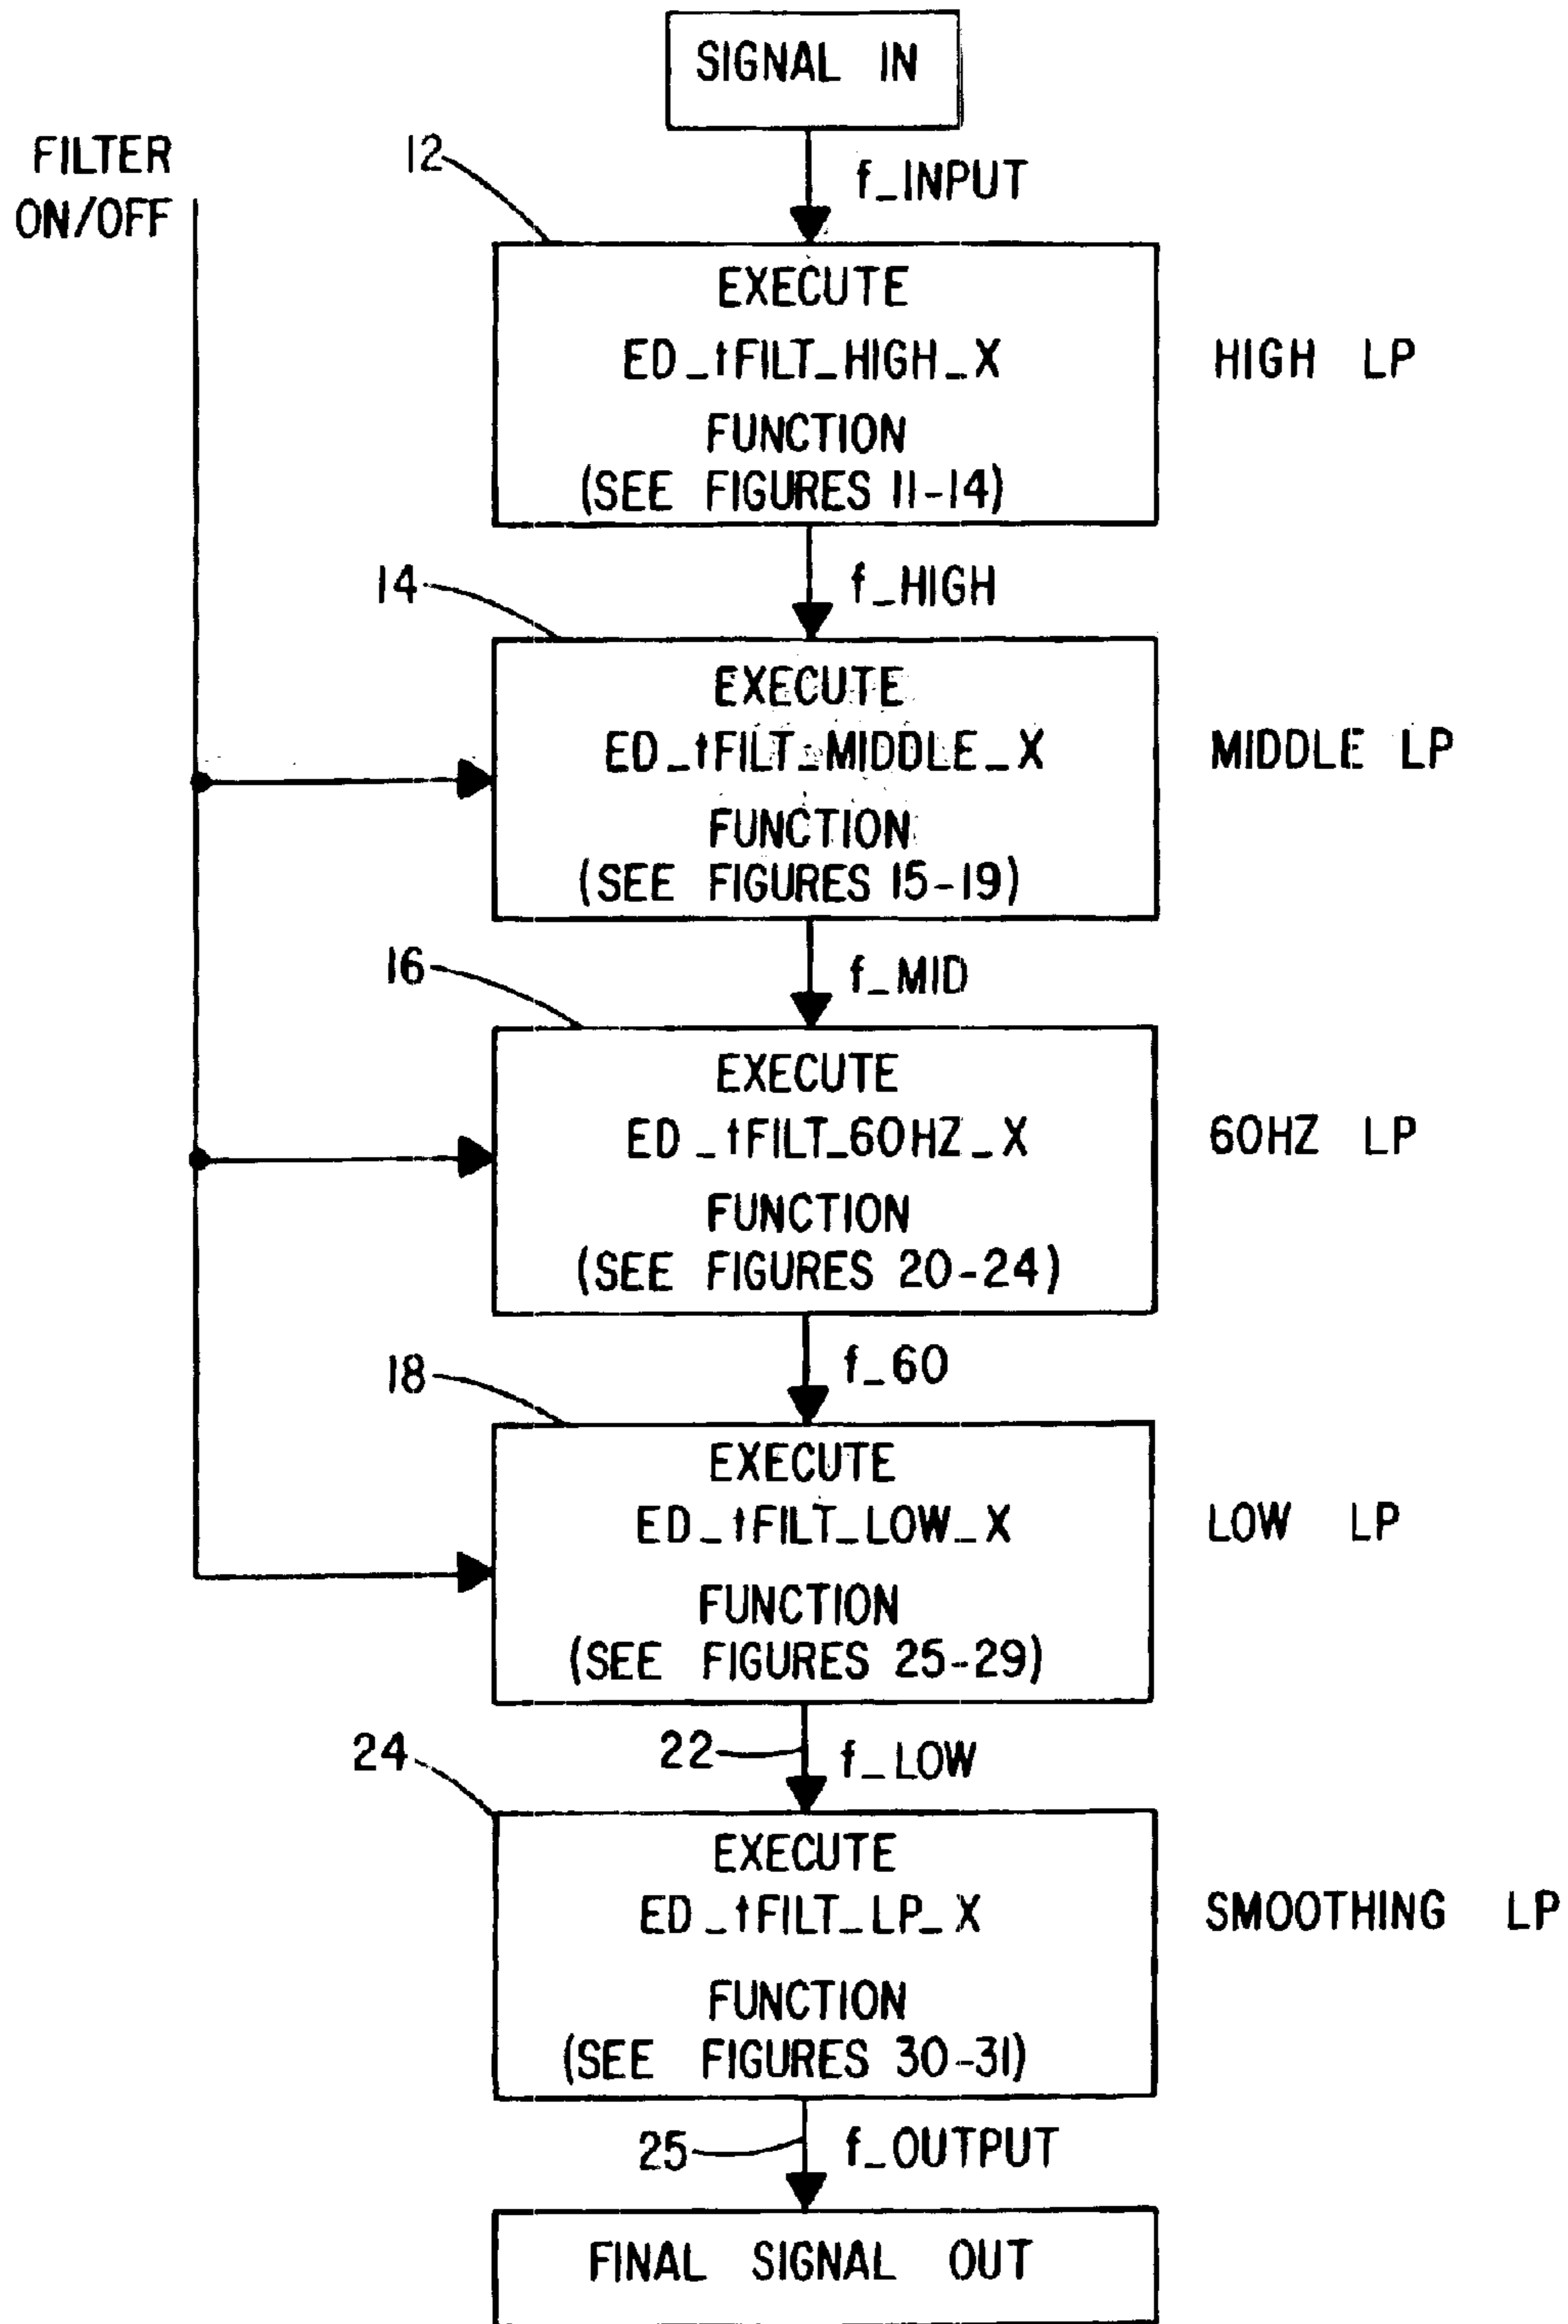 SIGNAL IN
FILTER
ON/OFF
12
f_INPUT
EXECUTE
ED_tFILT_HIGH_X
FUNCTION
(SEE FIGURES 11-14)
HIGH LP
14
f_HIGH
EXECUTE
ED_tFILT_MIDDLE_X
FUNCTION
(SEE FIGURES 15-19)
MIDDLE LP
16
f_MID
EXECUTE
ED_tFILT_60HZ_X
FUNCTION
(SEE FIGURES 20-24)
60HZ LP
18
f_60
EXECUTE
ED_tFILT_LOW_X
FUNCTION
(SEE FIGURES 25-29)
LOW LP
24
22
f_LOW
EXECUTE
ED_tFILT_LP_X
FUNCTION
(SEE FIGURES 30-31)
SMOOTHING LP
25
f_OUTPUT
FINAL SIGNAL OUT